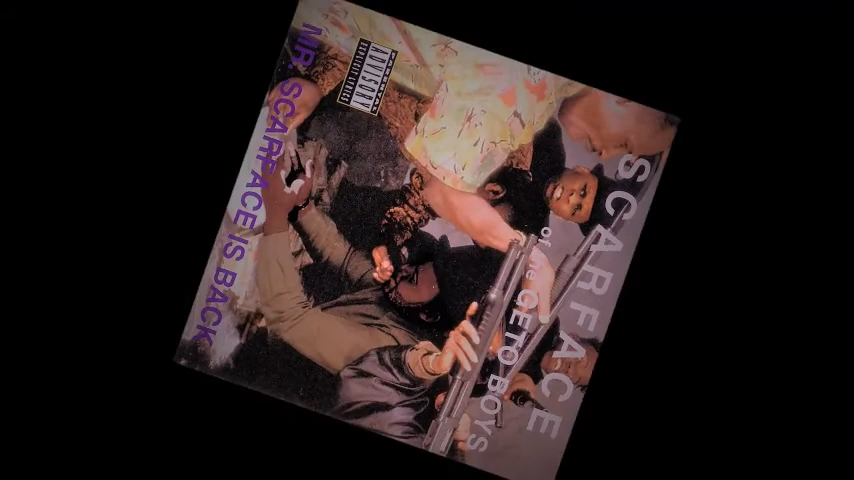 SCARFACE
of the GETO BOYS
PARENTAL
ADVISORY
EXPLICIT LYRICS
MR. SCARFACE IS BACK